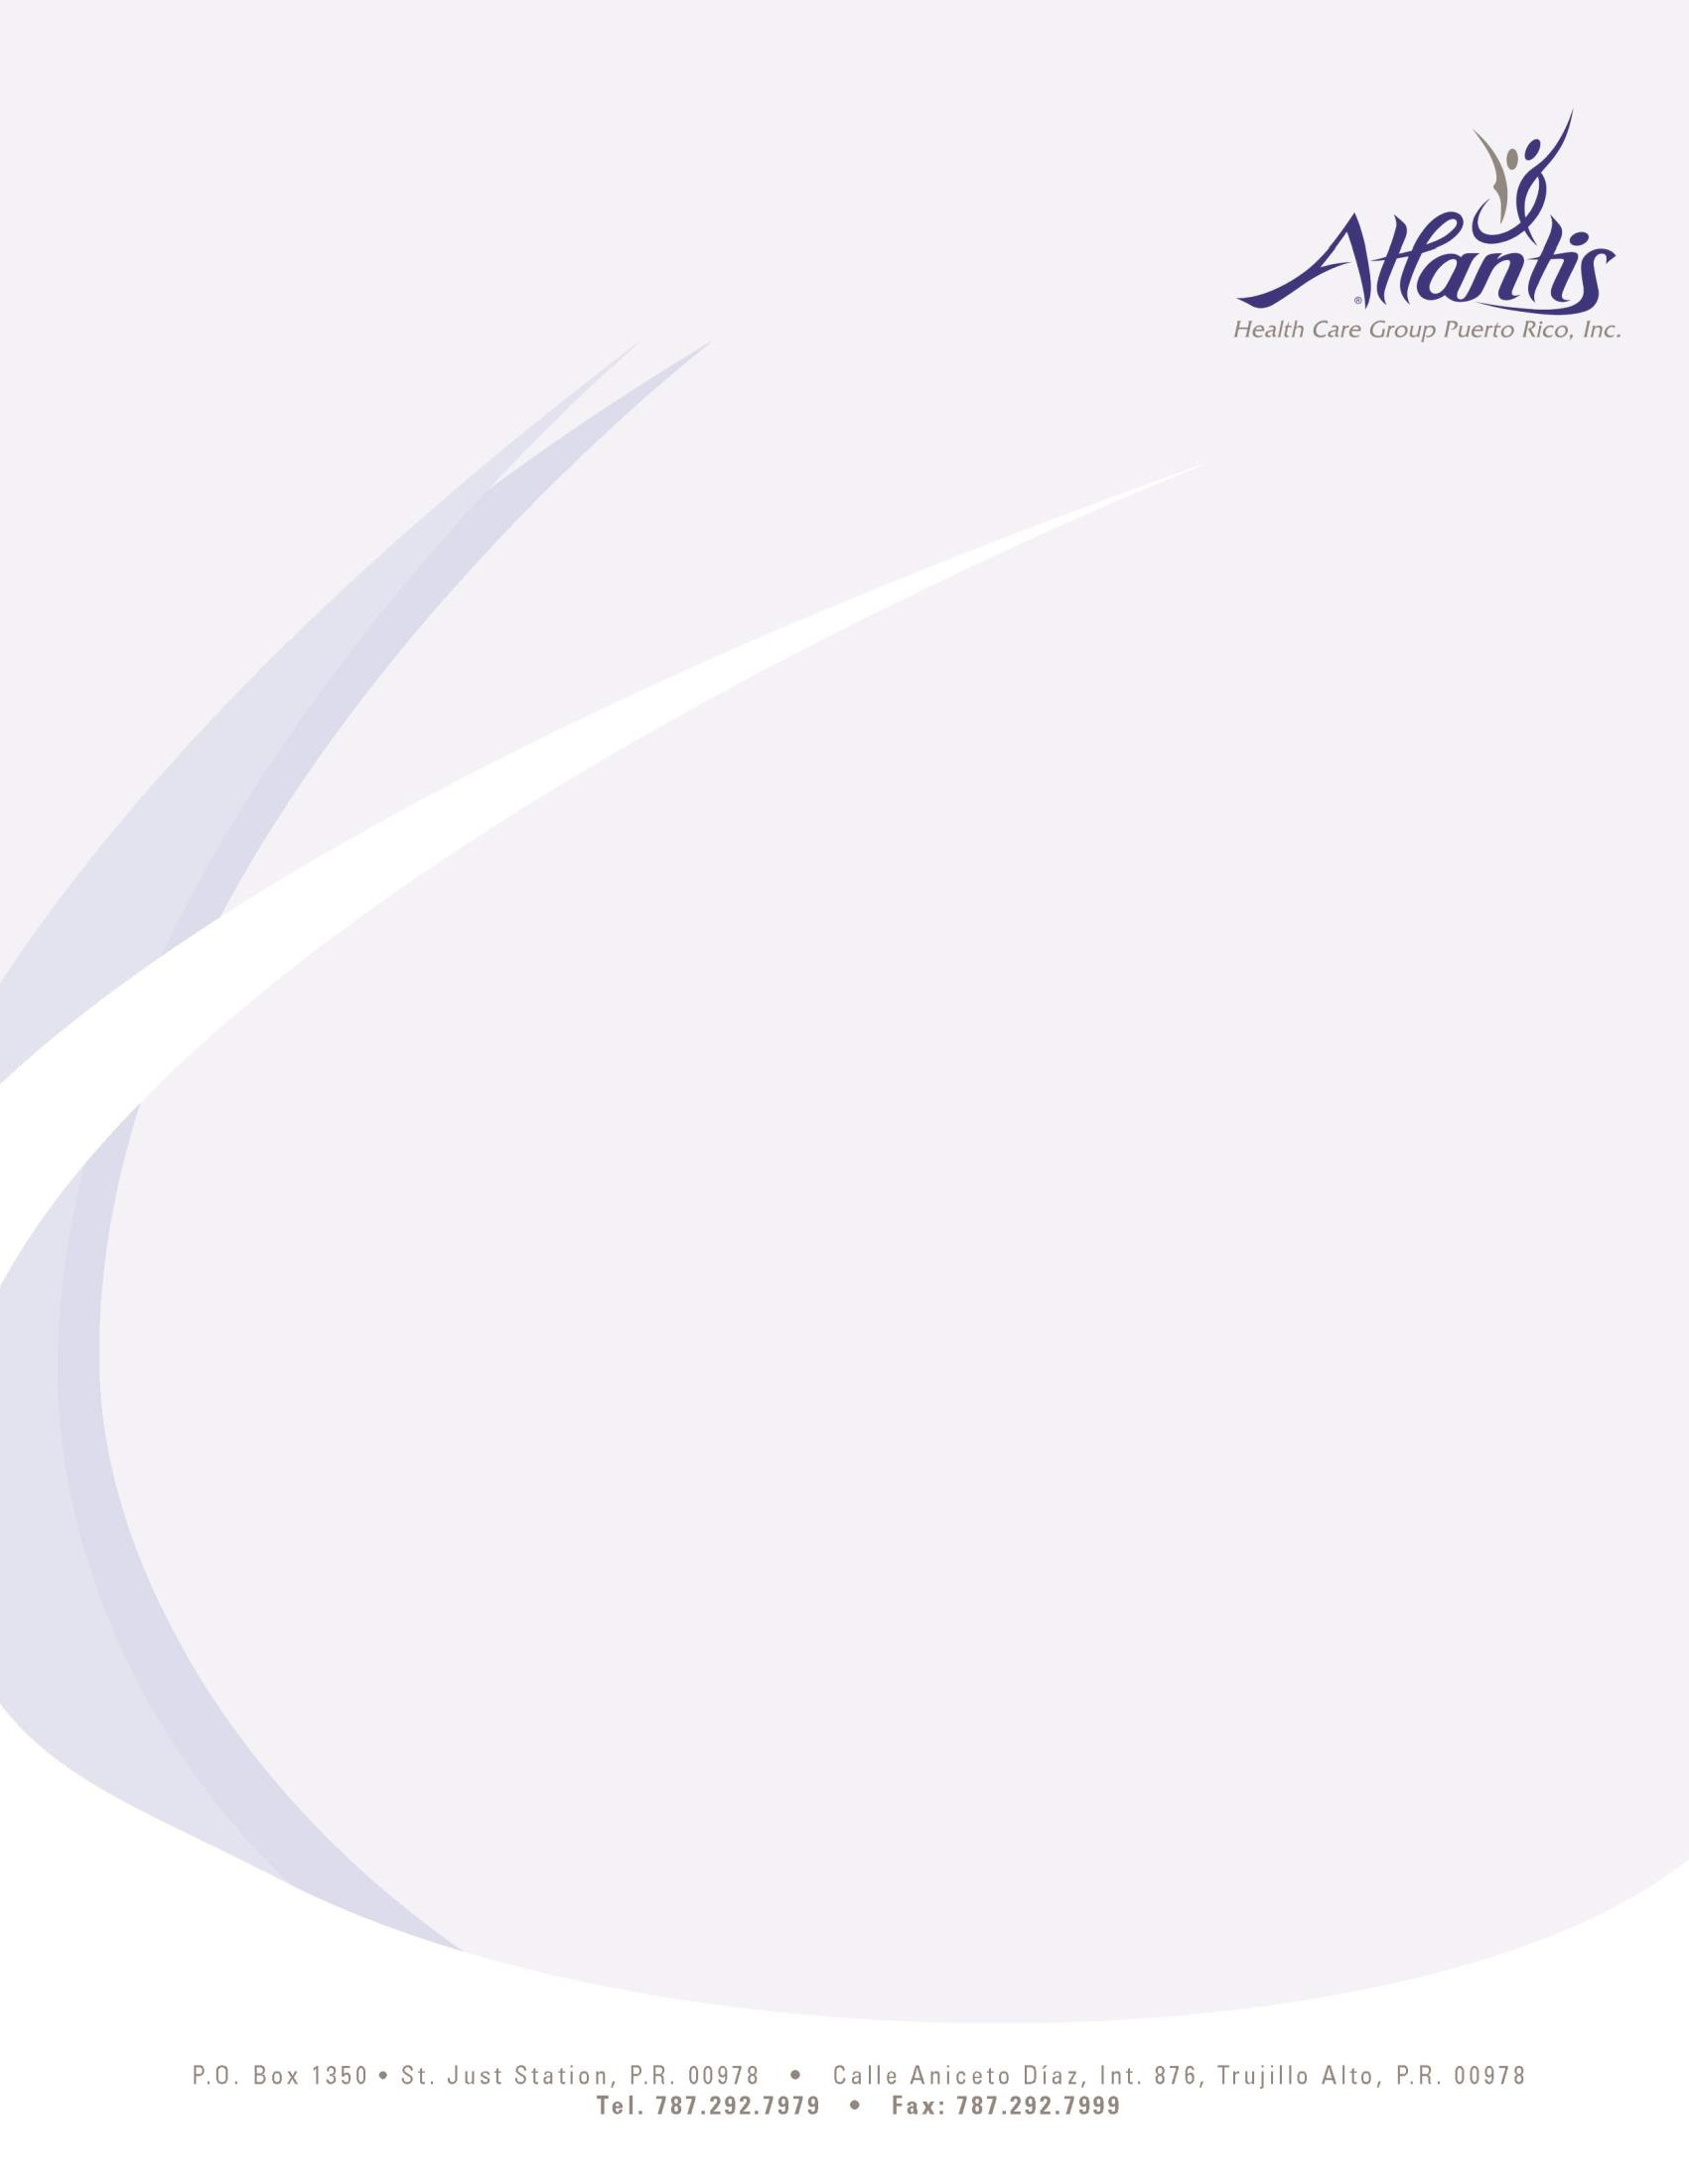 Atlantis
®
Health Care Group Puerto Rico, Inc.
P.O. Box 1350 • St. Just Station, P.R. 00978 • Calle Aniceto Díaz, Int. 876, Trujillo Alto, P.R. 00978
Tel. 787.292.7979 • Fax: 787.292.7999